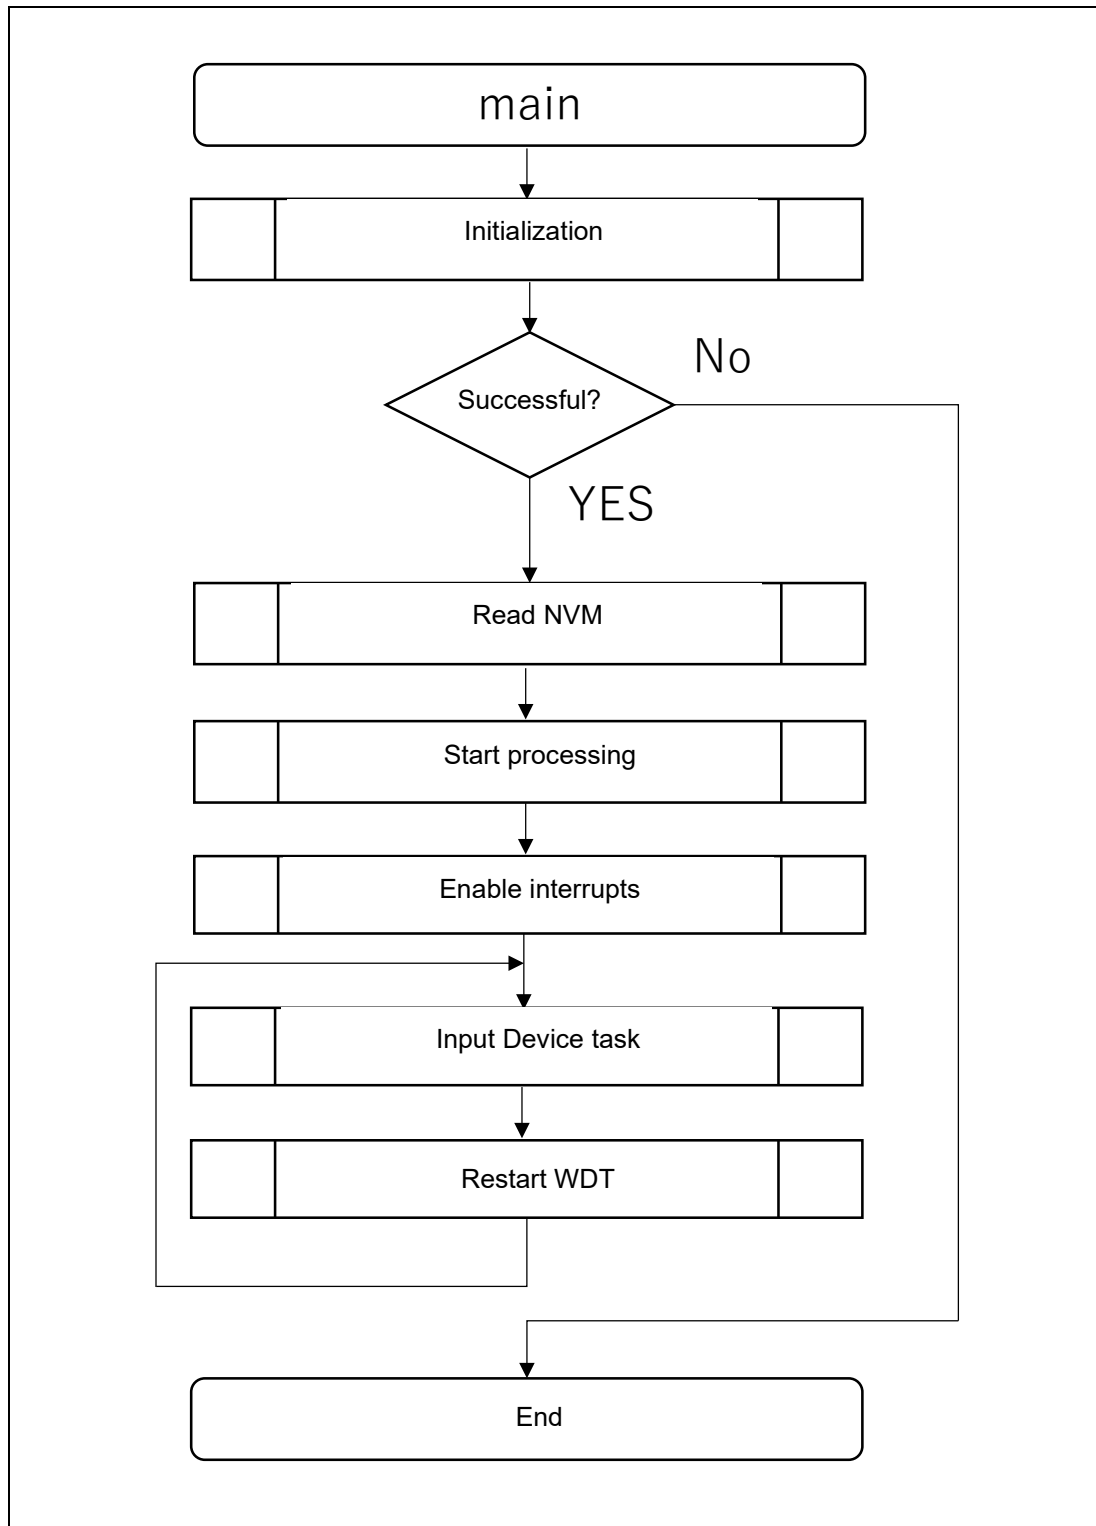 main
Initialization
Successful?
No
YES
Read NVM
Start processing
Enable interrupts
Input Device task
Restart WDT
End